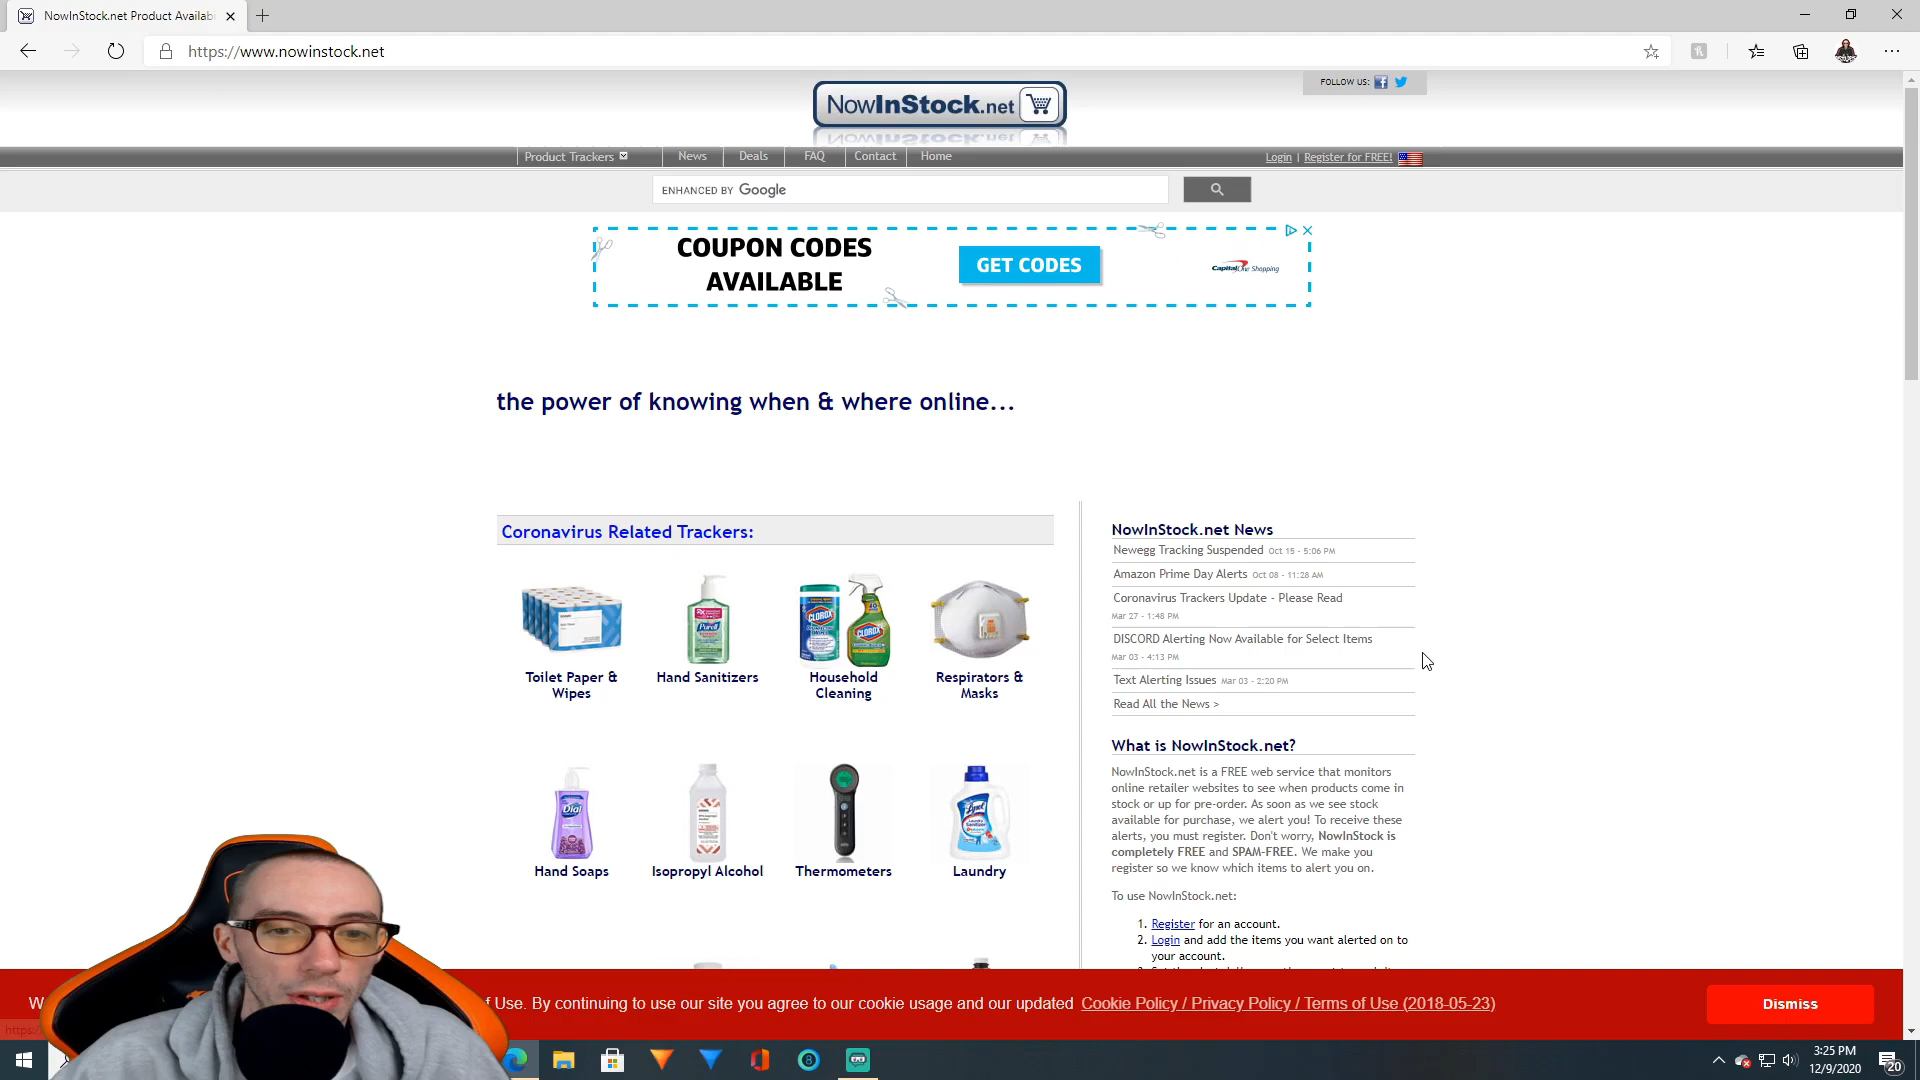 NowInStock.net Product Availab
https://www.nowinstock.net
FOLLOW US:
NowInStock.net
Product Trackers
News
Deals
FAQ
Contact
Home
Login | Register for FREE!
ENHANCED BY Google
COUPON CODES
AVAILABLE
GET CODES
CapitalOne Shopping
the power of knowing when & where online...
Coronavirus Related Trackers:
Toilet Paper &
Wipes
Hand Sanitizers
Household
Cleaning
Respirators &
Masks
Hand Soaps
Isopropyl Alcohol
Thermometers
Laundry
NowInStock.net News
Newegg Tracking Suspended Oct 15 - 5:06 PM
Amazon Prime Day Alerts Oct 08 - 11:28 AM
Coronavirus Trackers Update - Please Read
Mar 27 - 1:48 PM
DISCORD Alerting Now Available for Select Items
Mar 03 - 4:13 PM
Text Alerting Issues Mar 03 - 2:20 PM
Read All the News >
What is NowInStock.net?
NowInStock.net is a FREE web service that monitors
online retailer websites to see when products come in
stock or up for pre-order. As soon as we see stock
available for purchase, we alert you! To receive these
alerts, you must register. Don't worry, NowInStock is
completely FREE and SPAM-FREE. We make you
register so we know which items to alert you on.
To use NowInStock.net:
1. Register for an account.
2. Login and add the items you want alerted on to
your account.
f Use. By continuing to use our site you agree to our cookie usage and our updated Cookie Policy / Privacy Policy / Terms of Use (2018-05-23)
Dismiss
https:
3:25 PM
12/9/2020
20